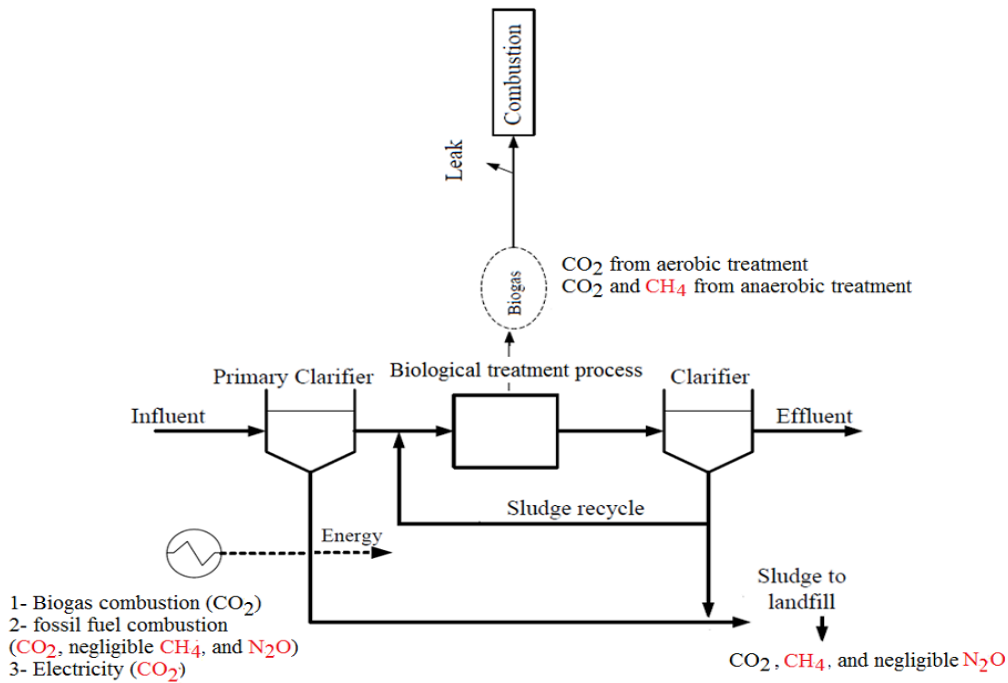 Combustion
Leak
Biogas
CO2 from aerobic treatment
CO2 and CH4 from anaerobic treatment
Primary Clarifier
Biological treatment process
Clarifier
Influent
Effluent
Sludge recycle
Energy
1- Biogas combustion (CO2)
2- fossil fuel combustion
(CO2, negligible CH4, and N2O)
3- Electricity (CO2)
Sludge to
landfill
CO2, CH4, and negligible N2O